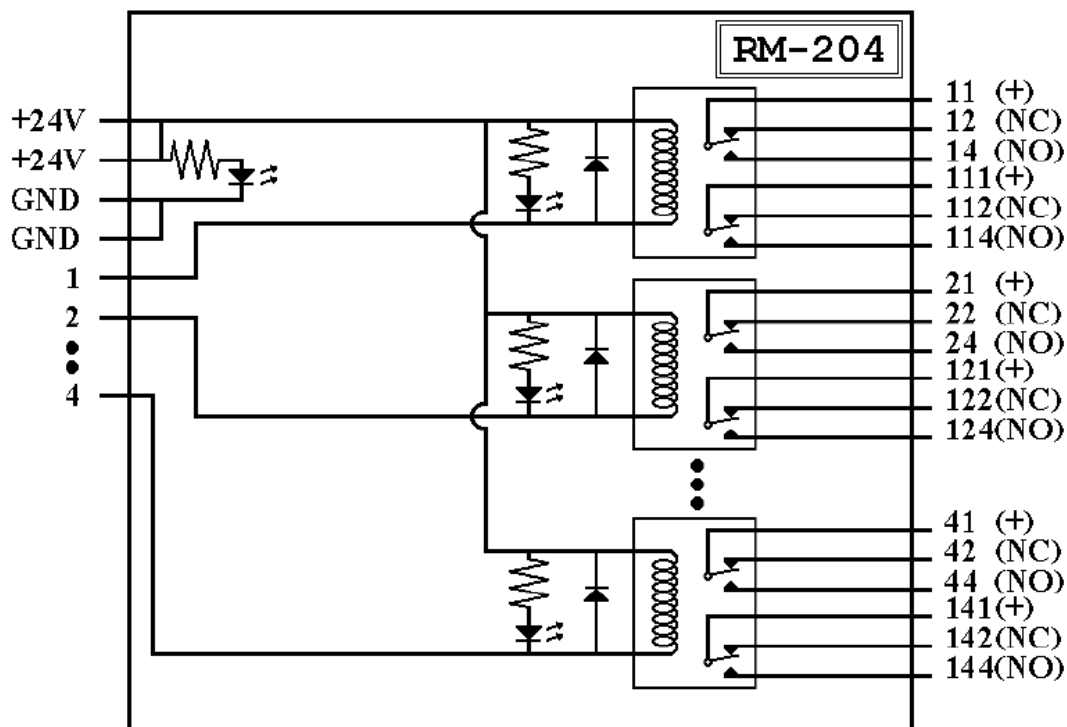 RM-204
+24V
+24V
GND
GND
1
2
4
11 (+)
12 (NC)
14 (NO)
111(+)
112(NC)
114(NO)
21 (+)
22 (NC)
24 (NO)
121(+)
122(NC)
124(NO)
41 (+)
42 (NC)
44 (NO)
141(+)
142(NC)
144(NO)